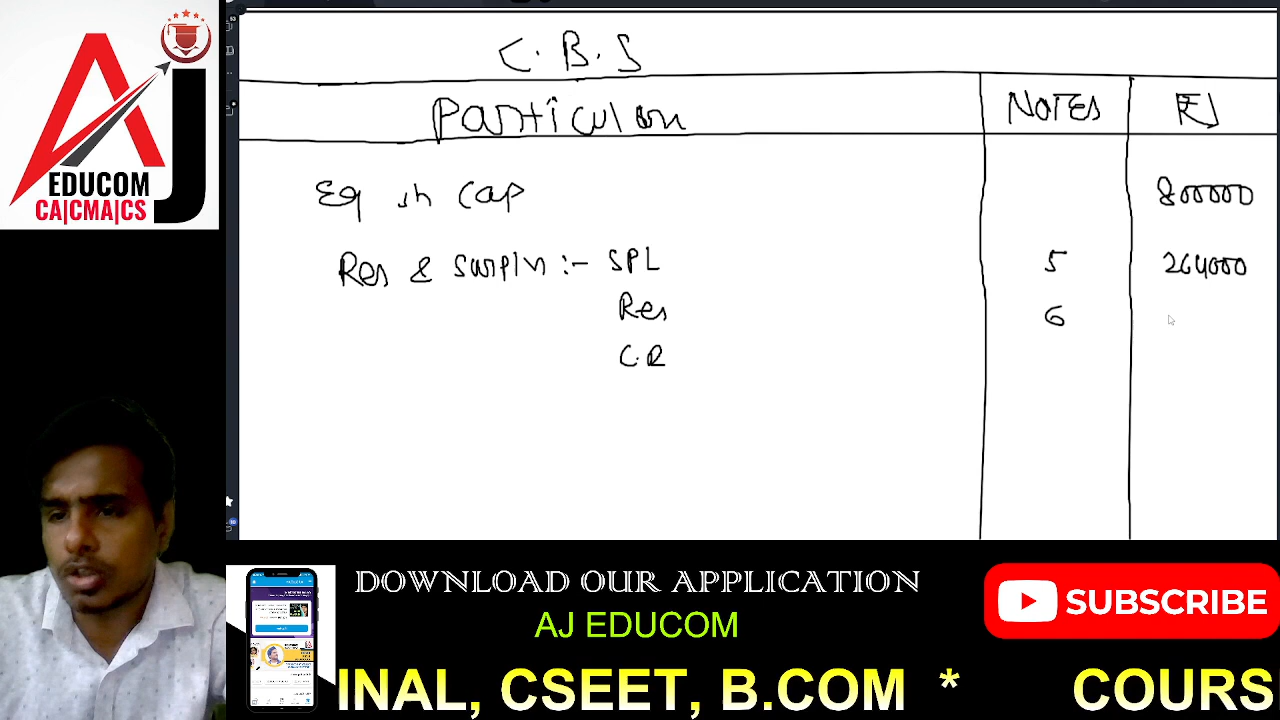 AJ
EDUCOM
CA|CMA|CS
C.B.S
Particular
NOTES
₹
Eq sh Cap
800000
Res & Surplus :- SPL
5
264000
Res
6
C.R
DOWNLOAD OUR APPLICATION
AJ EDUCOM
SUBSCRIBE
INAL, CSEET, B.COM * COURS